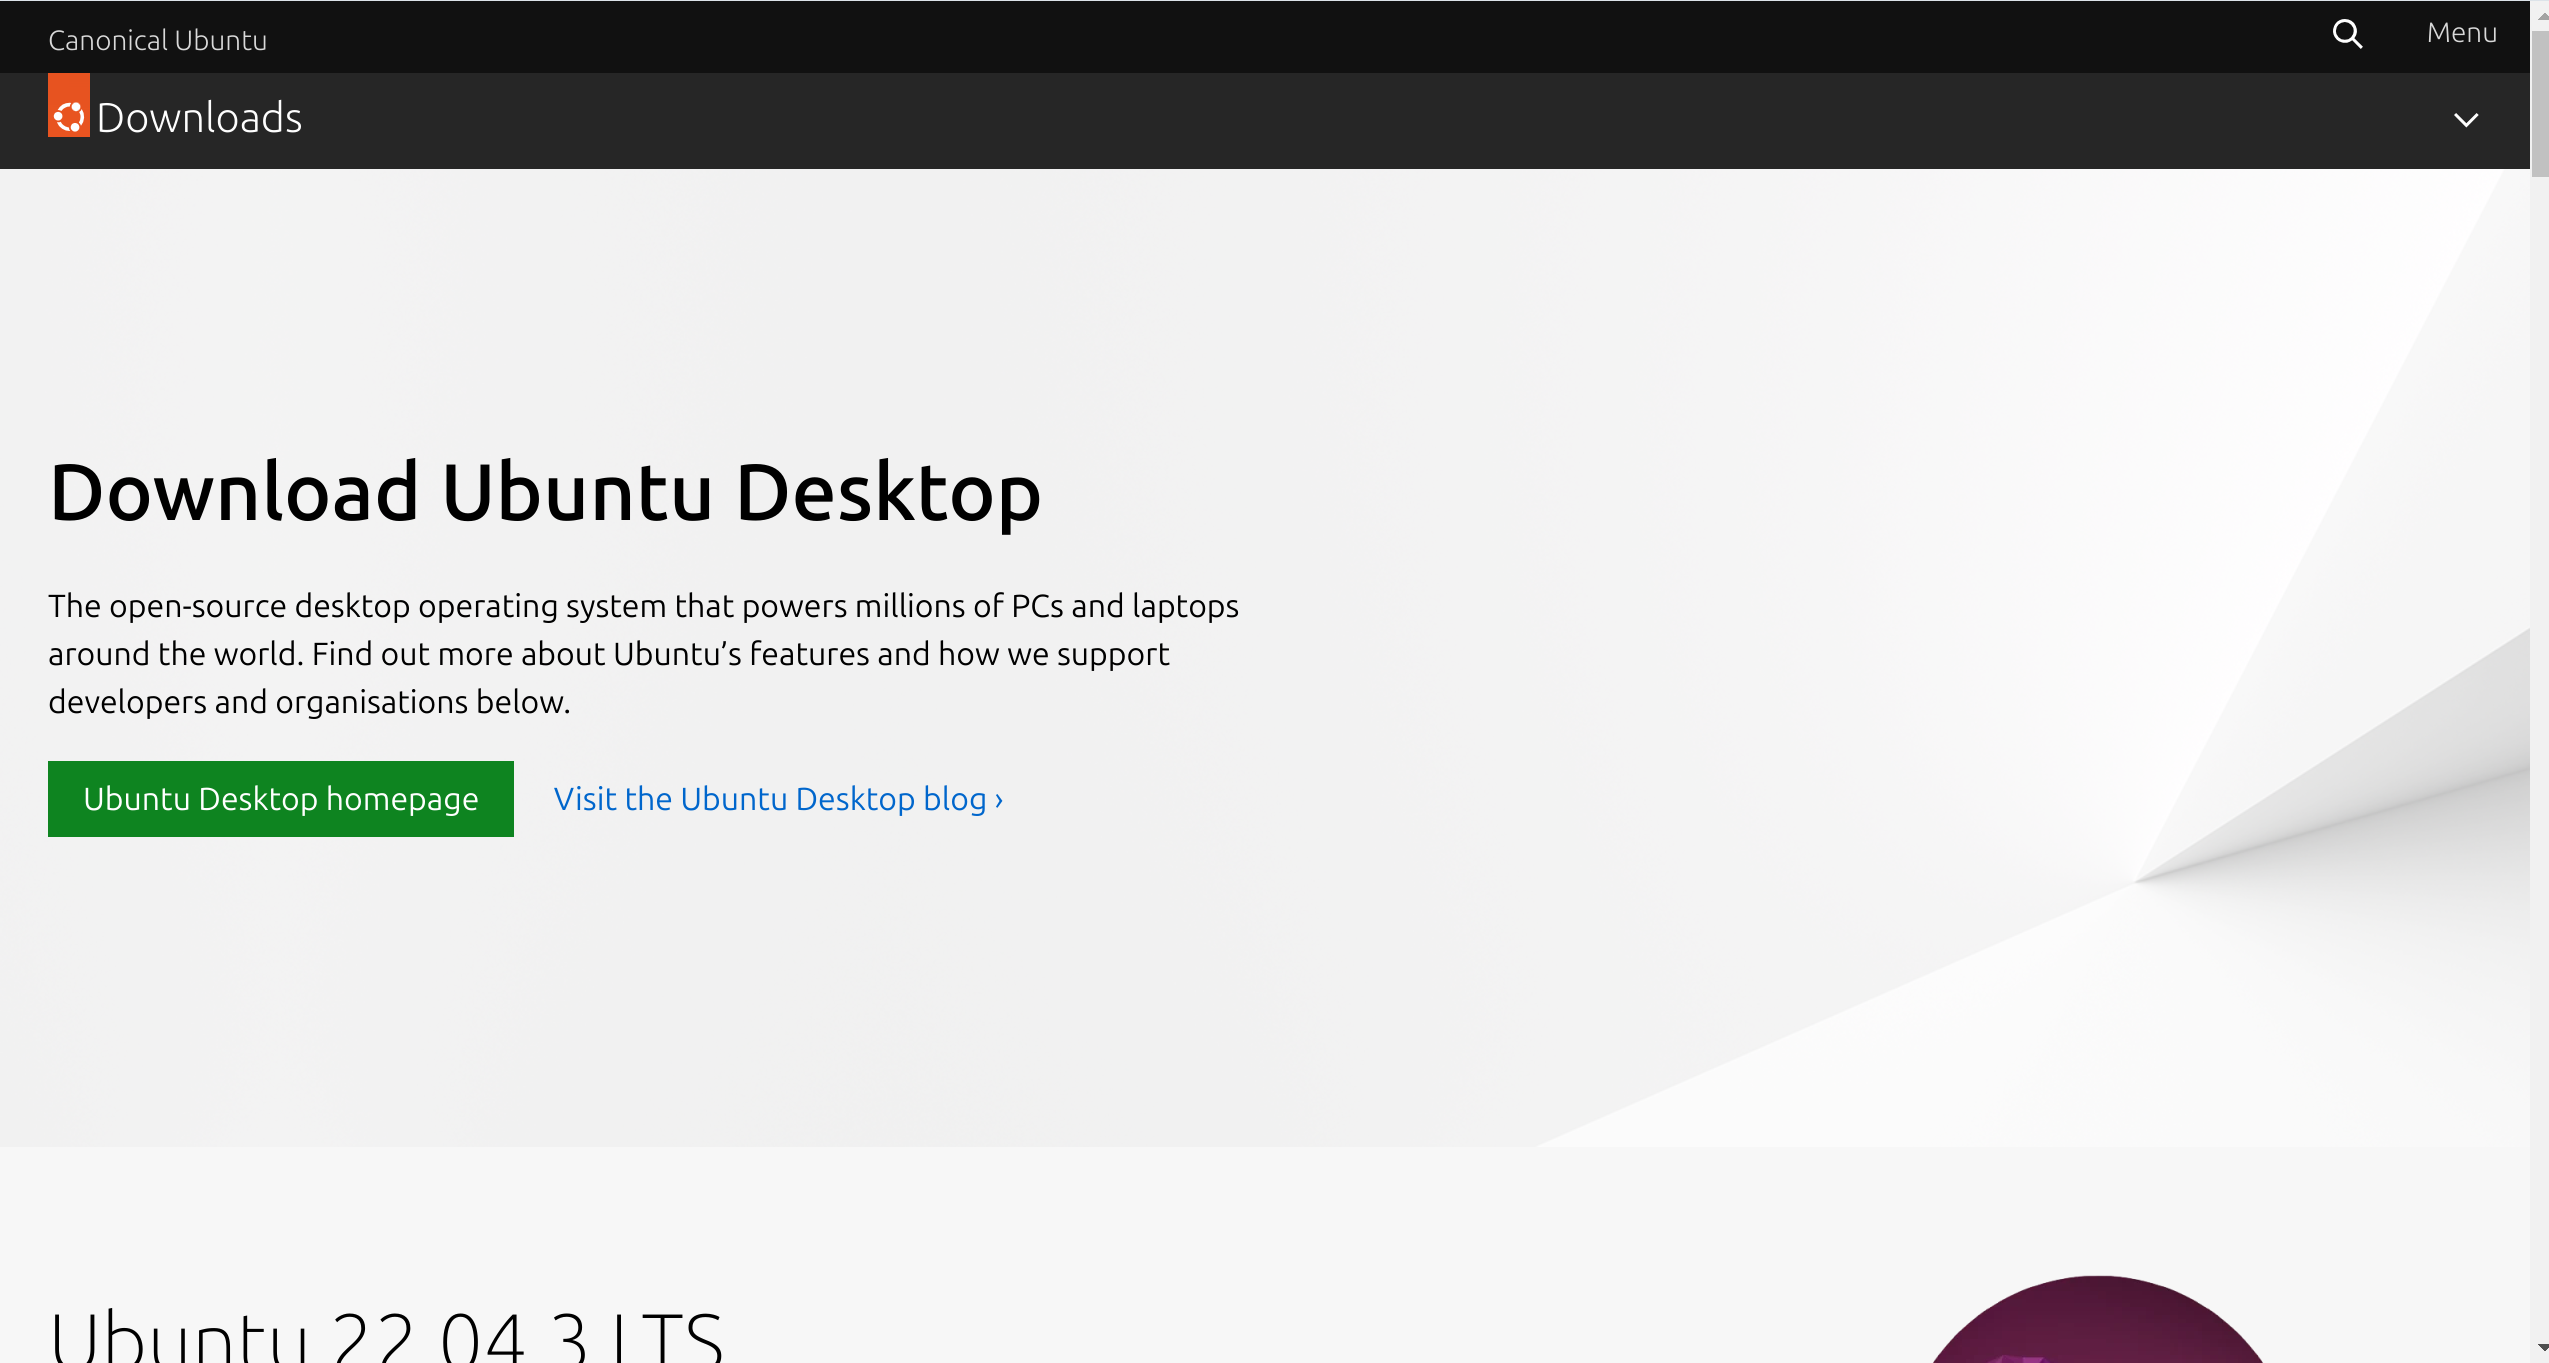 Canonical Ubuntu
Menu
Downloads
Download Ubuntu Desktop
The open-source desktop operating system that powers millions of PCs and laptops
around the world. Find out more about Ubuntu’s features and how we support
developers and organisations below.
Ubuntu Desktop homepage
Visit the Ubuntu Desktop blog ›
Ubuntu 22.04.3 LTS